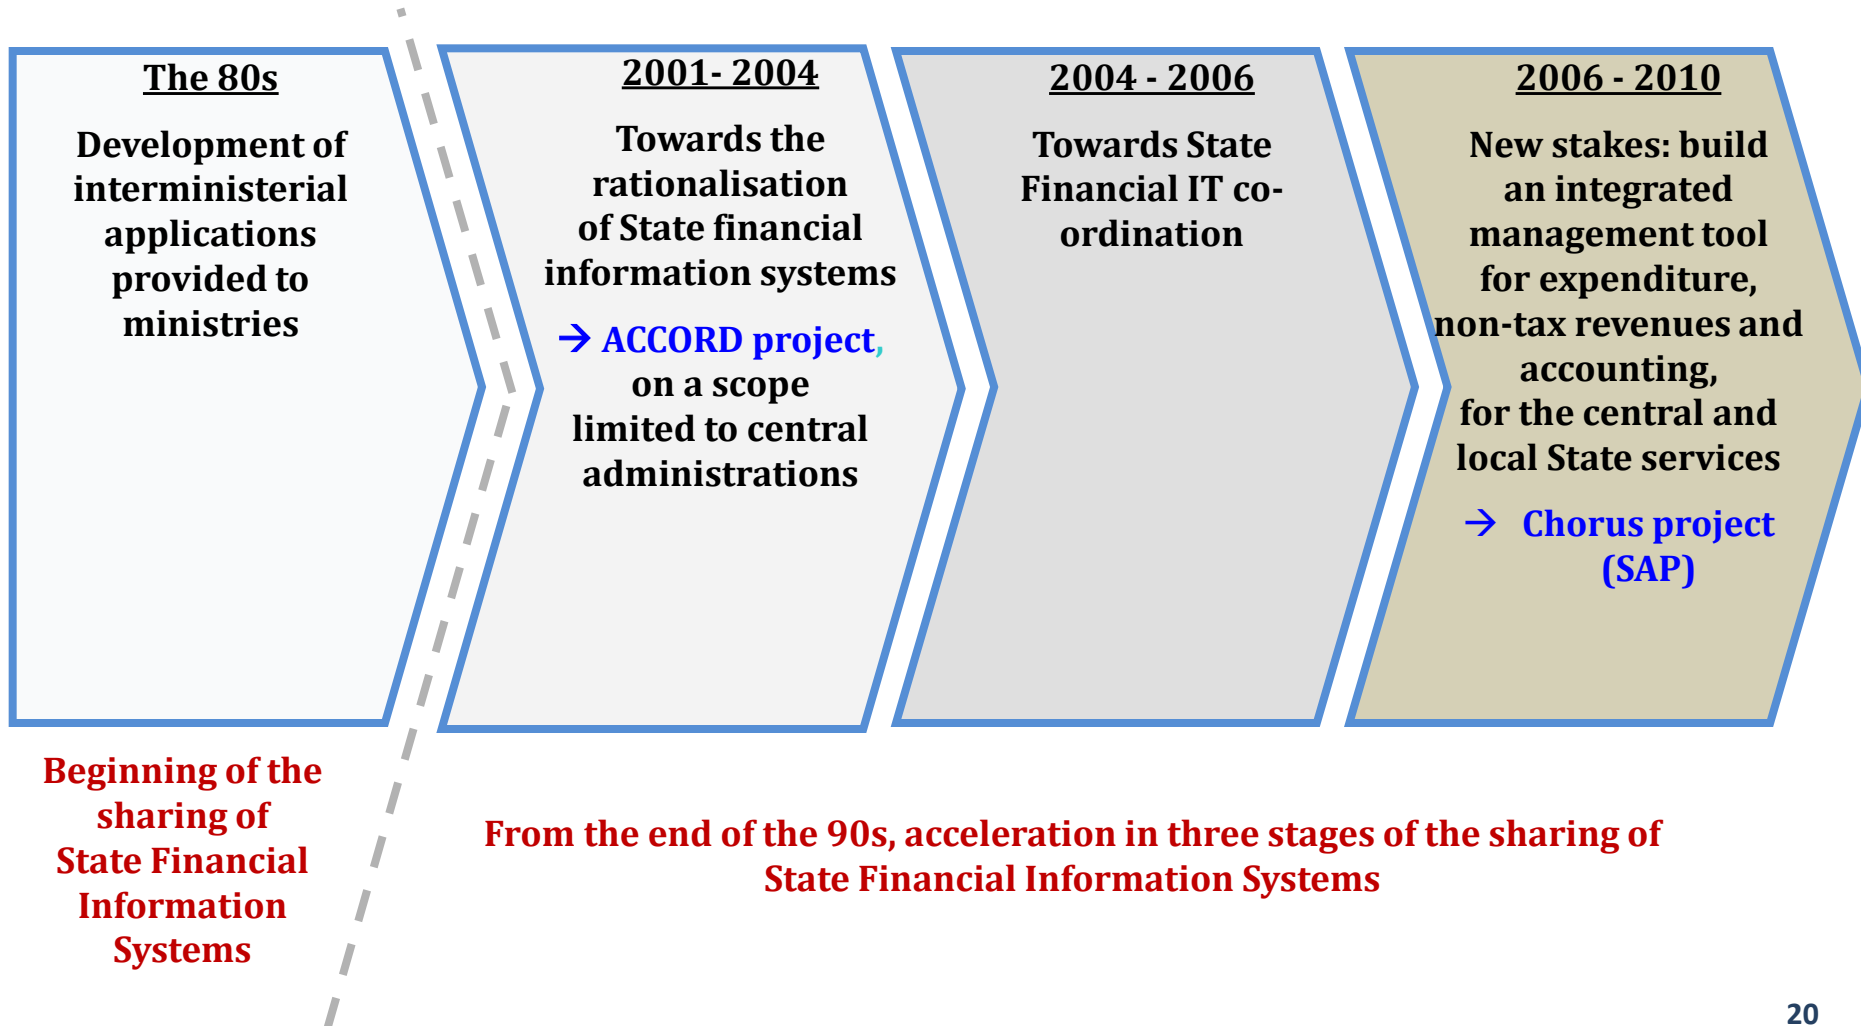 The 80s
Development of
interministerial
applications
provided to
ministries
2001- 2004
Towards the
rationalisation
of State financial
information systems
→ ACCORD project,
on a scope
limited to central
administrations
2004 - 2006
Towards State
Financial IT co-
ordination
2006 - 2010
New stakes: build
an integrated
management tool
for expenditure,
non-tax revenues and
accounting,
for the central and
local State services
→ Chorus project
(SAP)
Beginning of the
sharing of
State Financial
Information
Systems
From the end of the 90s, acceleration in three stages of the sharing of
State Financial Information Systems
20